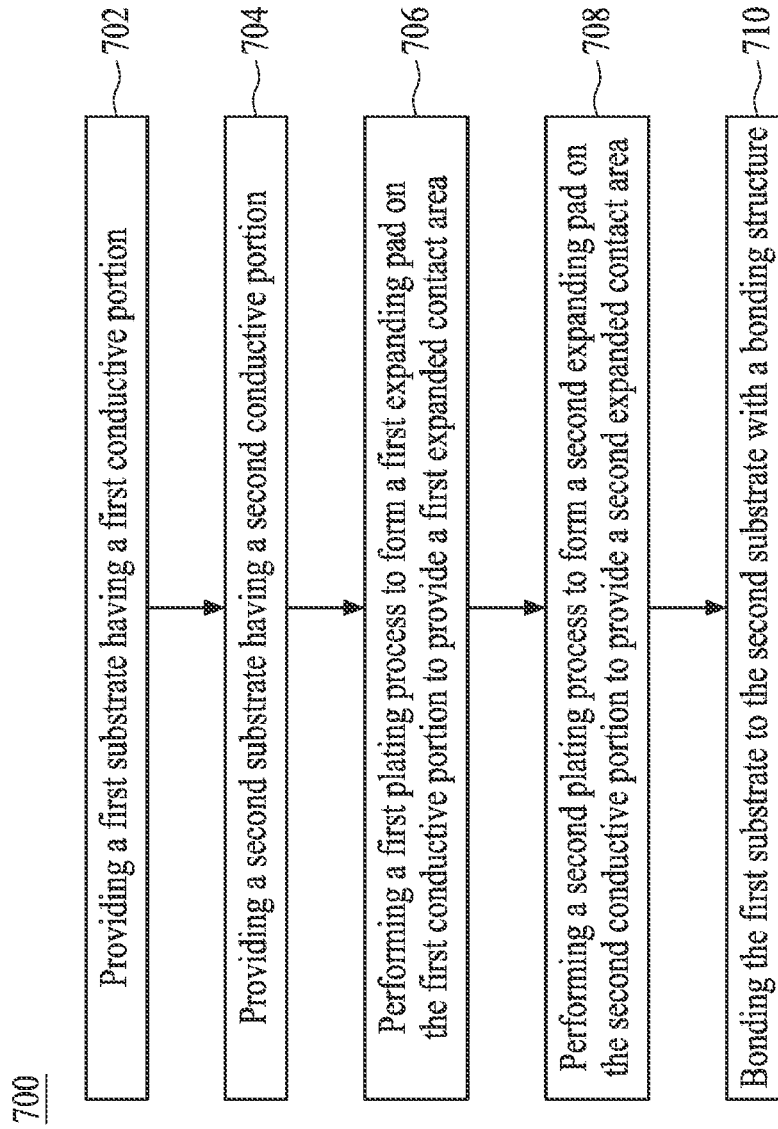 700
Providing a first substrate having a first conductive portion
702
Providing a second substrate having a second conductive portion
704
Performing a first plating process to form a first expanding pad on
the first conductive portion to provide a first expanded contact area
706
Performing a second plating process to form a second expanding pad on
the second conductive portion to provide a second expanded contact area
708
Bonding the first substrate to the second substrate with a bonding structure
710